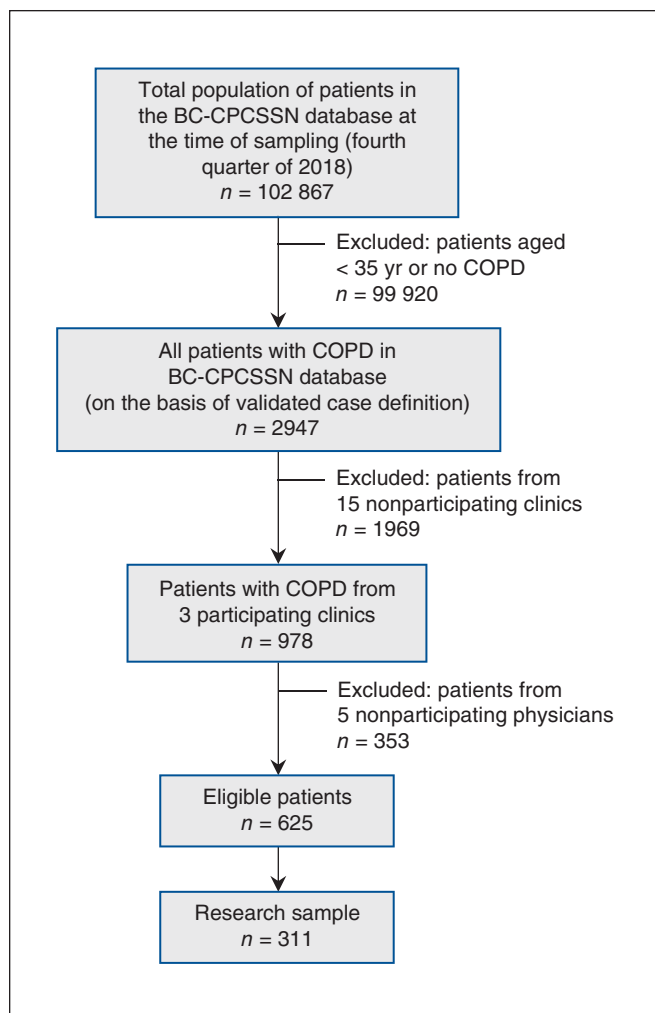 Total population of patients in
the BC-CPCSSN database at
the time of sampling (fourth
quarter of 2018)
n = 102 867
Excluded: patients aged
< 35 yr or no COPD
n = 99 920
All patients with COPD in
BC-CPCSSN database
(on the basis of validated case definition)
n = 2947
Excluded: patients from
15 nonparticipating clinics
n = 1969
Patients with COPD from
3 participating clinics
n = 978
Excluded: patients from
5 nonparticipating physicians
n = 353
Eligible patients
n = 625
Research sample
n = 311